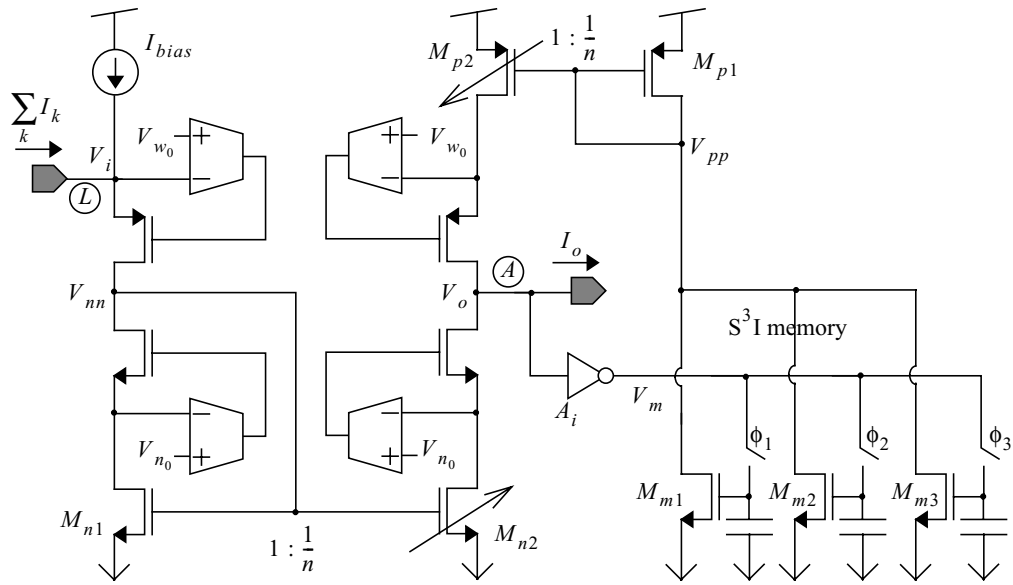 I_bias
M_p2
1 : 1/n
M_p1
∑_k I_k
V_w0
+
−
V_i
L
V_w0
+
−
V_pp
V_nn
V_o
A
I_o
S³I memory
A_i
V_m
ϕ_1
ϕ_2
ϕ_3
−
+
V_n0
−
+
V_n0
M_n1
1 : 1/n
M_n2
M_m1
M_m2
M_m3